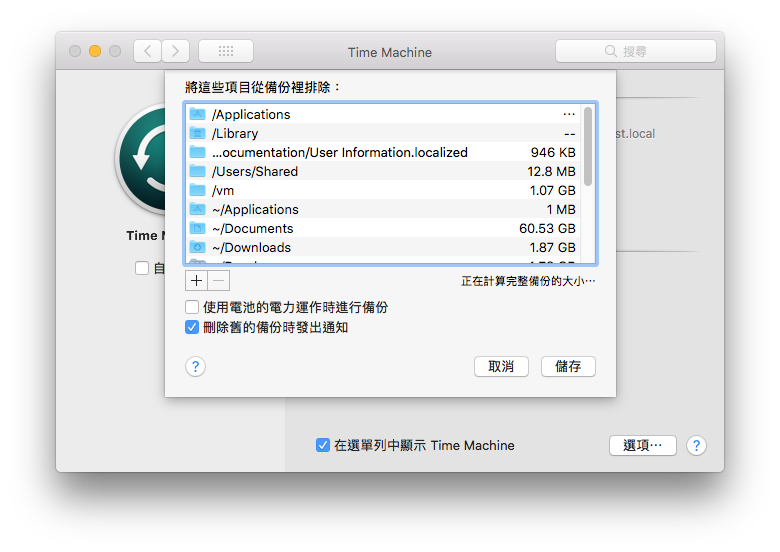 Time Machine
搜尋
將這些項目從備份裡排除：
/Applications ⋯
/Library --
...ocumentation/User Information.localized 946 KB
/Users/Shared 12.8 MB
/vm 1.07 GB
~/Applications 1 MB
~/Documents 60.53 GB
~/Downloads 1.87 GB
正在計算完整備份的大小⋯
使用電池的電力運作時進行備份
刪除舊的備份時發出通知
? 取消 儲存
st.local
Time
自
在選單列中顯示 Time Machine 選項⋯ ?